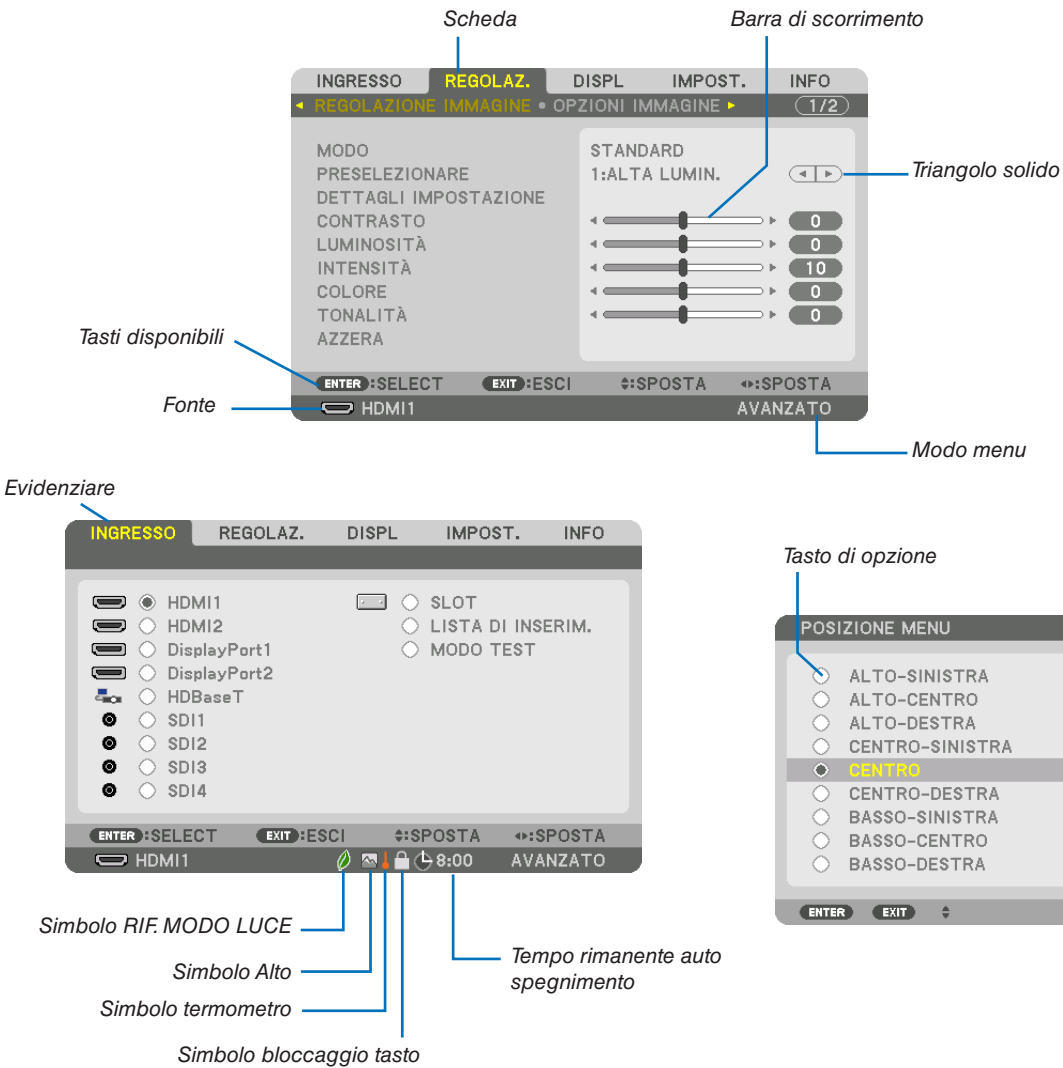 Scheda
Barra di scorrimento
INGRESSO REGOLAZ. DISPL IMPOST. INFO
REGOLAZIONE IMMAGINE • OPZIONI IMMAGINE 1/2
MODO STANDARD
PRESELEZIONARE 1:ALTA LUMIN.
Triangolo solido
DETTAGLI IMPOSTAZIONE
CONTRASTO 0
LUMINOSITÀ 0
INTENSITÀ 10
COLORE 0
TONALITÀ 0
AZZERA
Tasti disponibili
ENTER:SELECT EXIT:ESCI :SPOSTA :SPOSTA
Fonte
HDMI1 AVANZATO
Modo menu
Evidenziare
INGRESSO REGOLAZ. DISPL IMPOST. INFO
HDMI1 SLOT
HDMI2 LISTA DI INSERIM.
DisplayPort1 MODO TEST
DisplayPort2
HDBaseT
SDI1
SDI2
SDI3
SDI4
ENTER:SELECT EXIT:ESCI :SPOSTA :SPOSTA
HDMI1 8:00 AVANZATO
Simbolo RIF. MODO LUCE
Simbolo Alto
Simbolo termometro
Simbolo bloccaggio tasto
Tempo rimanente auto
spegnimento
Tasto di opzione
POSIZIONE MENU
ALTO-SINISTRA
ALTO-CENTRO
ALTO-DESTRA
CENTRO-SINISTRA
CENTRO
CENTRO-DESTRA
BASSO-SINISTRA
BASSO-CENTRO
BASSO-DESTRA
ENTER EXIT